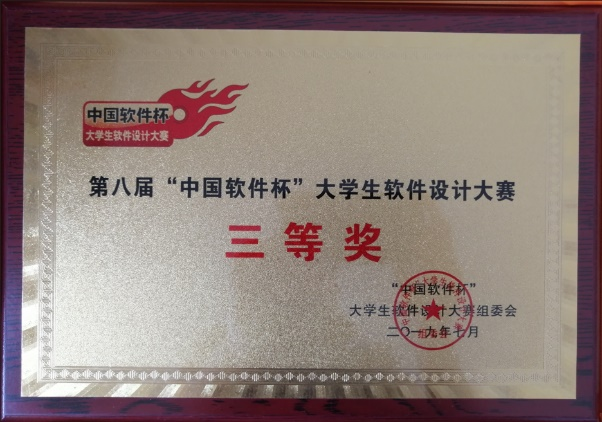 中国软件杯
大学生软件设计大赛
第八届“中国软件杯”大学生软件设计大赛
三等奖
“中国软件�”
大学生软件设计大赛组委会
二〇一九年七月